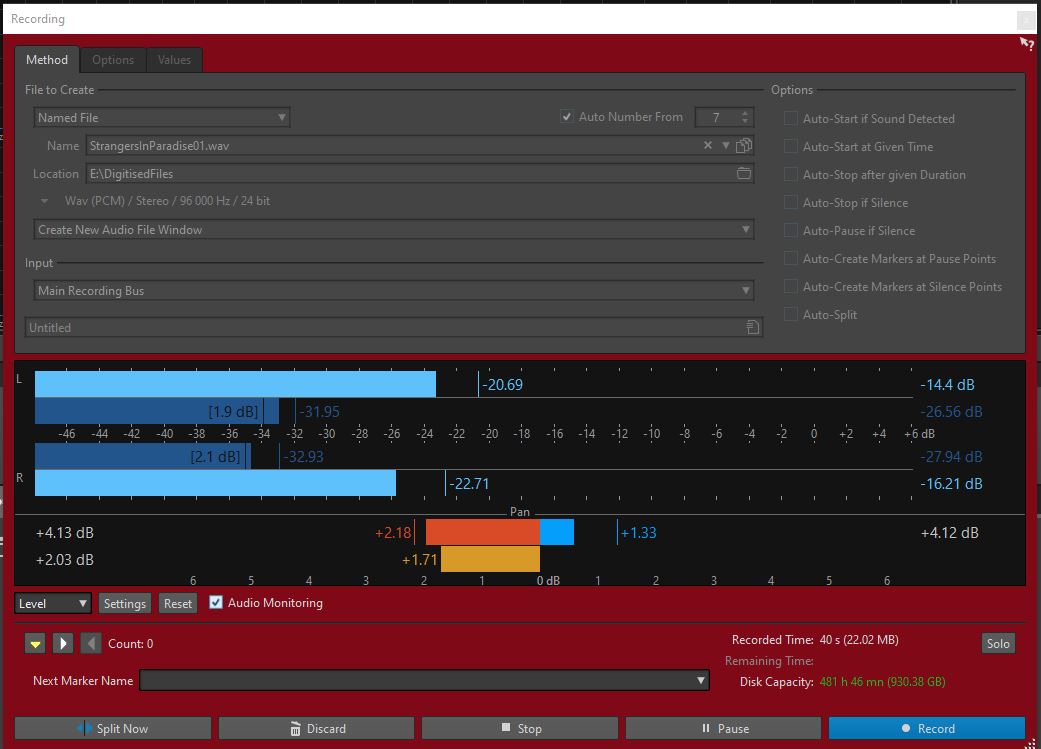 Recording
Method Options Values
File to Create
Named File
Auto Number From 7
Name StrangersInParadise01.wav
Location E:\DigitisedFiles
Wav (PCM) / Stereo / 96 000 Hz / 24 bit
Create New Audio File Window
Input
Main Recording Bus
Untitled
Options
Auto-Start if Sound Detected
Auto-Start at Given Time
Auto-Stop after given Duration
Auto-Stop if Silence
Auto-Pause if Silence
Auto-Create Markers at Pause Points
Auto-Create Markers at Silence Points
Auto-Split
L -20.69 -14.4 dB
[1.9 dB] -31.95 -26.56 dB
-46 -44 -42 -40 -38 -36 -34 -32 -30 -28 -26 -24 -22 -20 -18 -16 -14 -12 -10 -8 -6 -4 -2 0 +2 +4 +6 dB
[2.1 dB] -32.93 -27.94 dB
R -22.71 -16.21 dB
Pan
+4.13 dB +2.18 +1.33 +4.12 dB
+2.03 dB +1.71
6 5 4 3 2 1 0 dB 1 2 3 4 5 6
Level Settings Reset Audio Monitoring
Count: 0
Next Marker Name
Recorded Time: 40 s (22.02 MB)
Remaining Time:
Disk Capacity: 481 h 46 mn (930.38 GB)
Solo
Split Now Discard Stop Pause Record